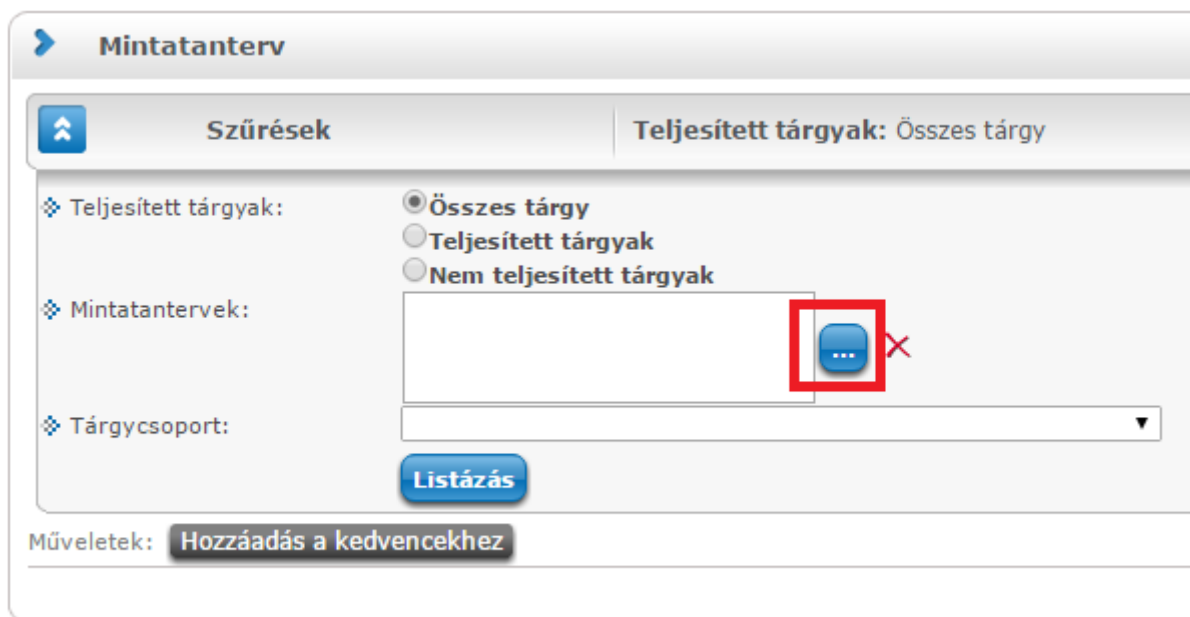 Mintatanterv
Szűrések Teljesített tárgyak: Összes tárgy
Teljesített tárgyak: Összes tárgy
Teljesített tárgyak
Nem teljesített tárgyak
Mintatantervek: ...
Tárgycsoport:
Listázás
Műveletek: Hozzáadás a kedvencekhez